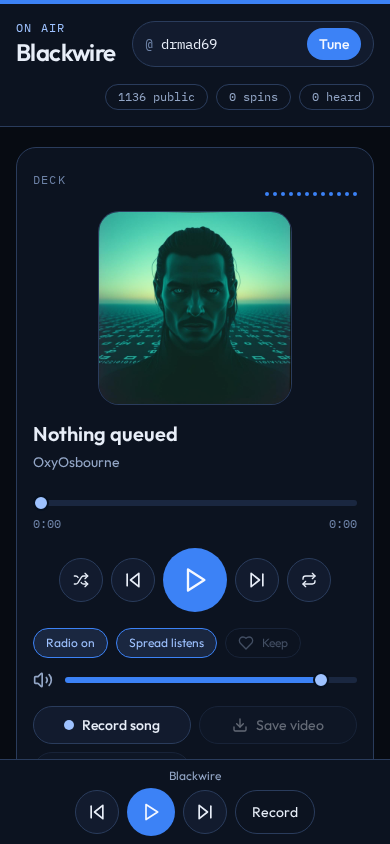 ON AIR
Blackwire
@ drmad69
Tune
1136 public
0 spins
0 heard
DECK
Nothing queued
OxyOsbourne
0:00
0:00
Radio on
Spread listens
Keep
Record song
Save video
Blackwire
Record